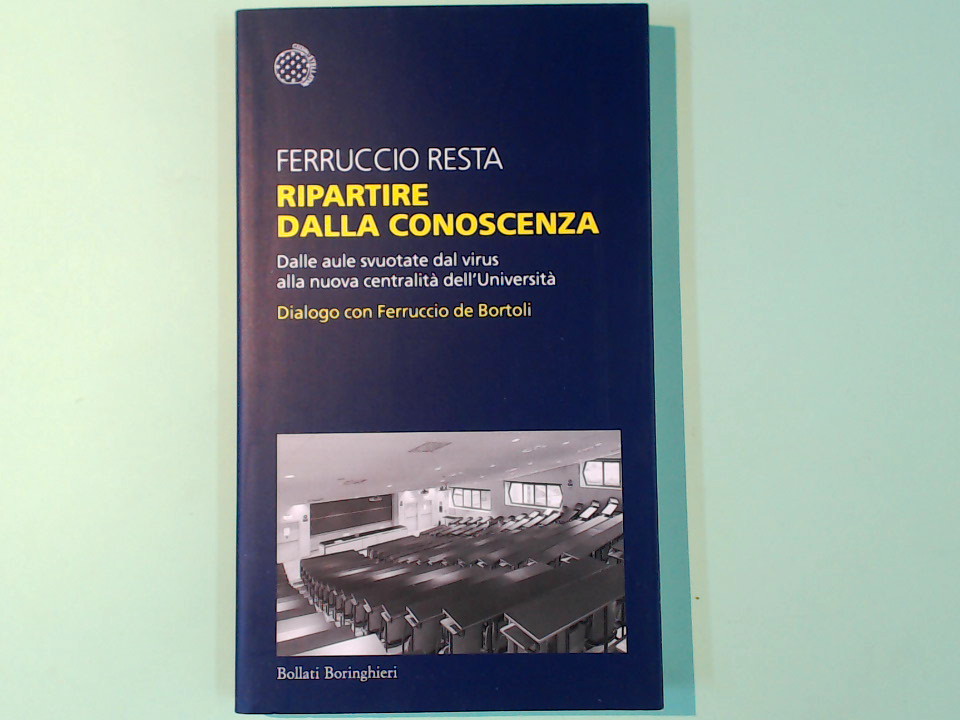 FERRUCCIO RESTA
RIPARTIRE
DALLA CONOSCENZA
Dalle aule svuotate dal virus
alla nuova centralità dell'Università
Dialogo con Ferruccio de Bortoli
Bollati Boringhieri